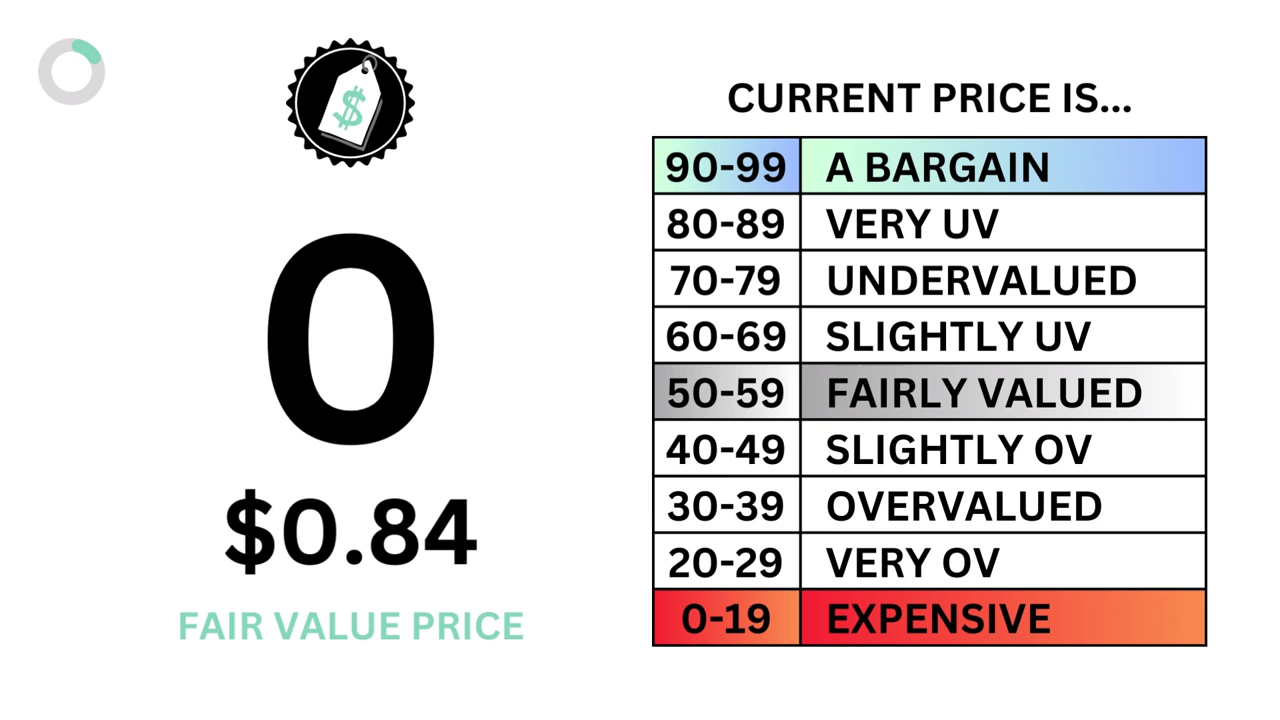 $
0
$0.84
FAIR VALUE PRICE
CURRENT PRICE IS...
90-99 A BARGAIN
80-89 VERY UV
70-79 UNDERVALUED
60-69 SLIGHTLY UV
50-59 FAIRLY VALUED
40-49 SLIGHTLY OV
30-39 OVERVALUED
20-29 VERY OV
0-19 EXPENSIVE